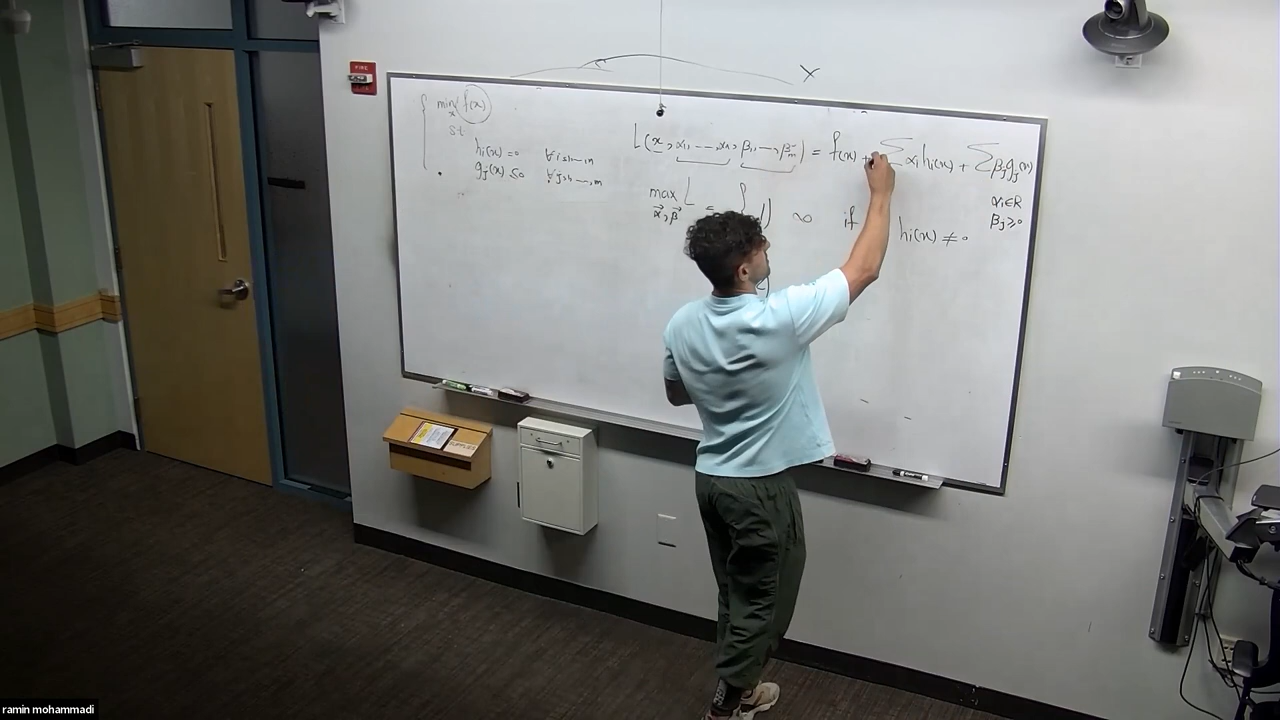 min f(x)
x
s.t
hi(x) = 0 ∀i=1, ..., n
gj(x) ≤ 0 ∀j=1, ..., m
L(x, α1, ..., αn, β1, ..., βm) = f(x) + Σ αi hi(x) + Σ βj gj(x)
αi ∈ R
βj ≥ 0
max L =
α, β
∞ if hi(x) ≠ 0
FIRE
ramin mohammadi